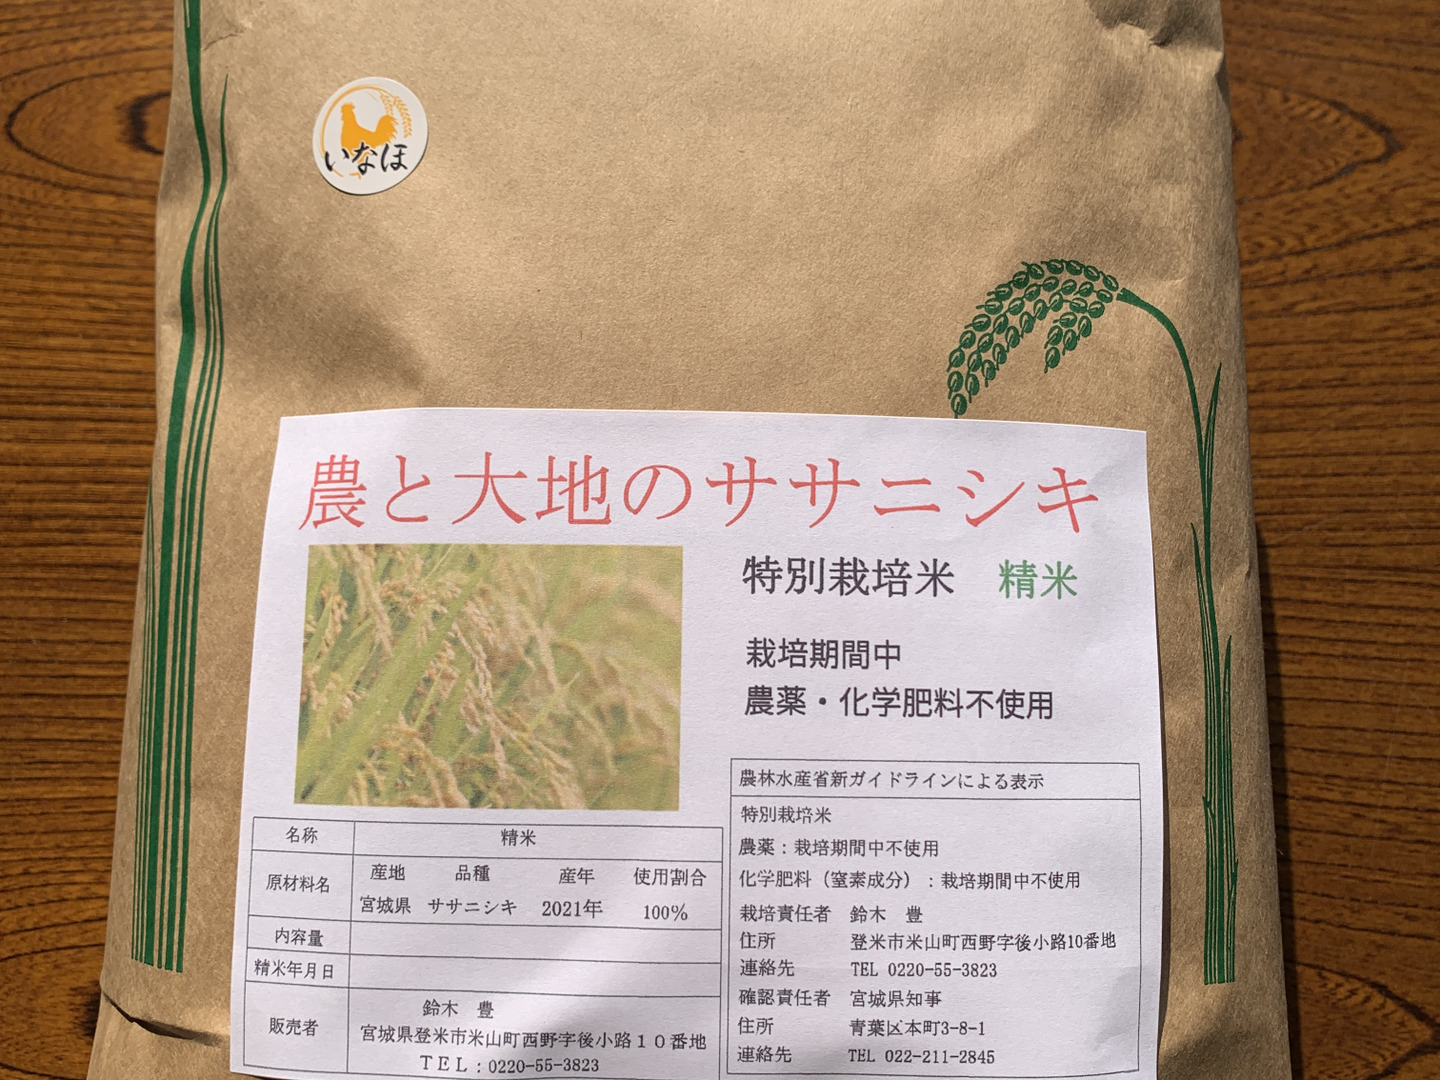 いなほ
農と大地のササニシキ
特別栽培米　精米
栽培期間中
農薬・化学肥料不使用
名称　精米
原材料名　産地　品種　産年　使用割合
宮城県　ササニシキ　2021年　100%
内容量
精米年月日
販売者　鈴木　豊
宮城県登米市米山町西野字後小路１０番地
ＴＥＬ：0220-55-3823
農林水産省新ガイドラインによる表示
特別栽培米
農薬：栽培期間中不使用
化学肥料（窒素成分）：栽培期間中不使用
栽培責任者　鈴木　豊
住所　登米市米山町西野字後小路10番地
連絡先　TEL 0220-55-3823
確認責任者　宮城県知事
住所　青葉区本町3-8-1
連絡先　TEL 022-211-2845